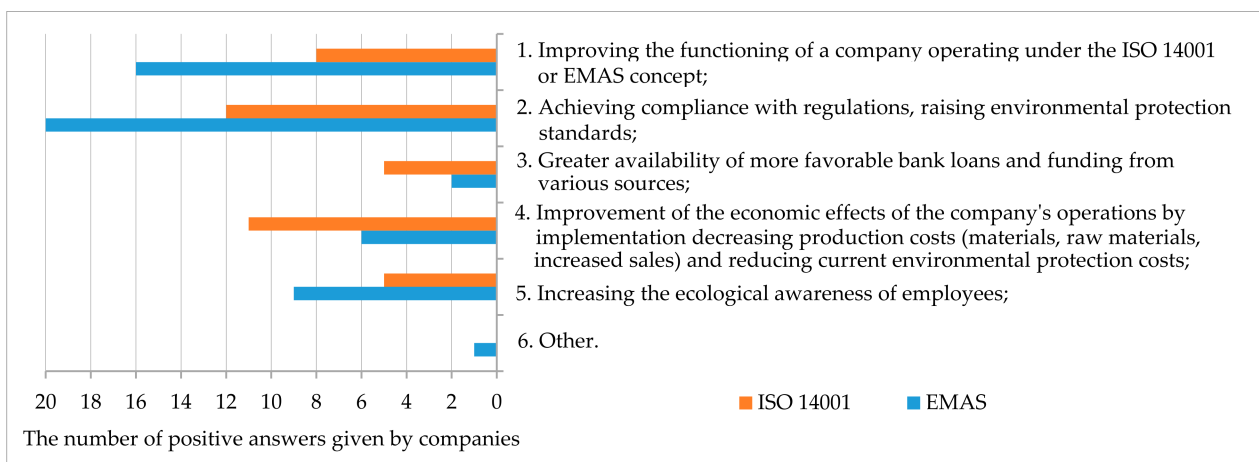 1. Improving the functioning of a company operating under the ISO 14001
or EMAS concept;
2. Achieving compliance with regulations, raising environmental protection
standards;
3. Greater availability of more favorable bank loans and funding from
various sources;
4. Improvement of the economic effects of the company's operations by
implementation decreasing production costs (materials, raw materials,
increased sales) and reducing current environmental protection costs;
5. Increasing the ecological awareness of employees;
6. Other.
20 18 16 14 12 10 8 6 4 2 0
ISO 14001 EMAS
The number of positive answers given by companies